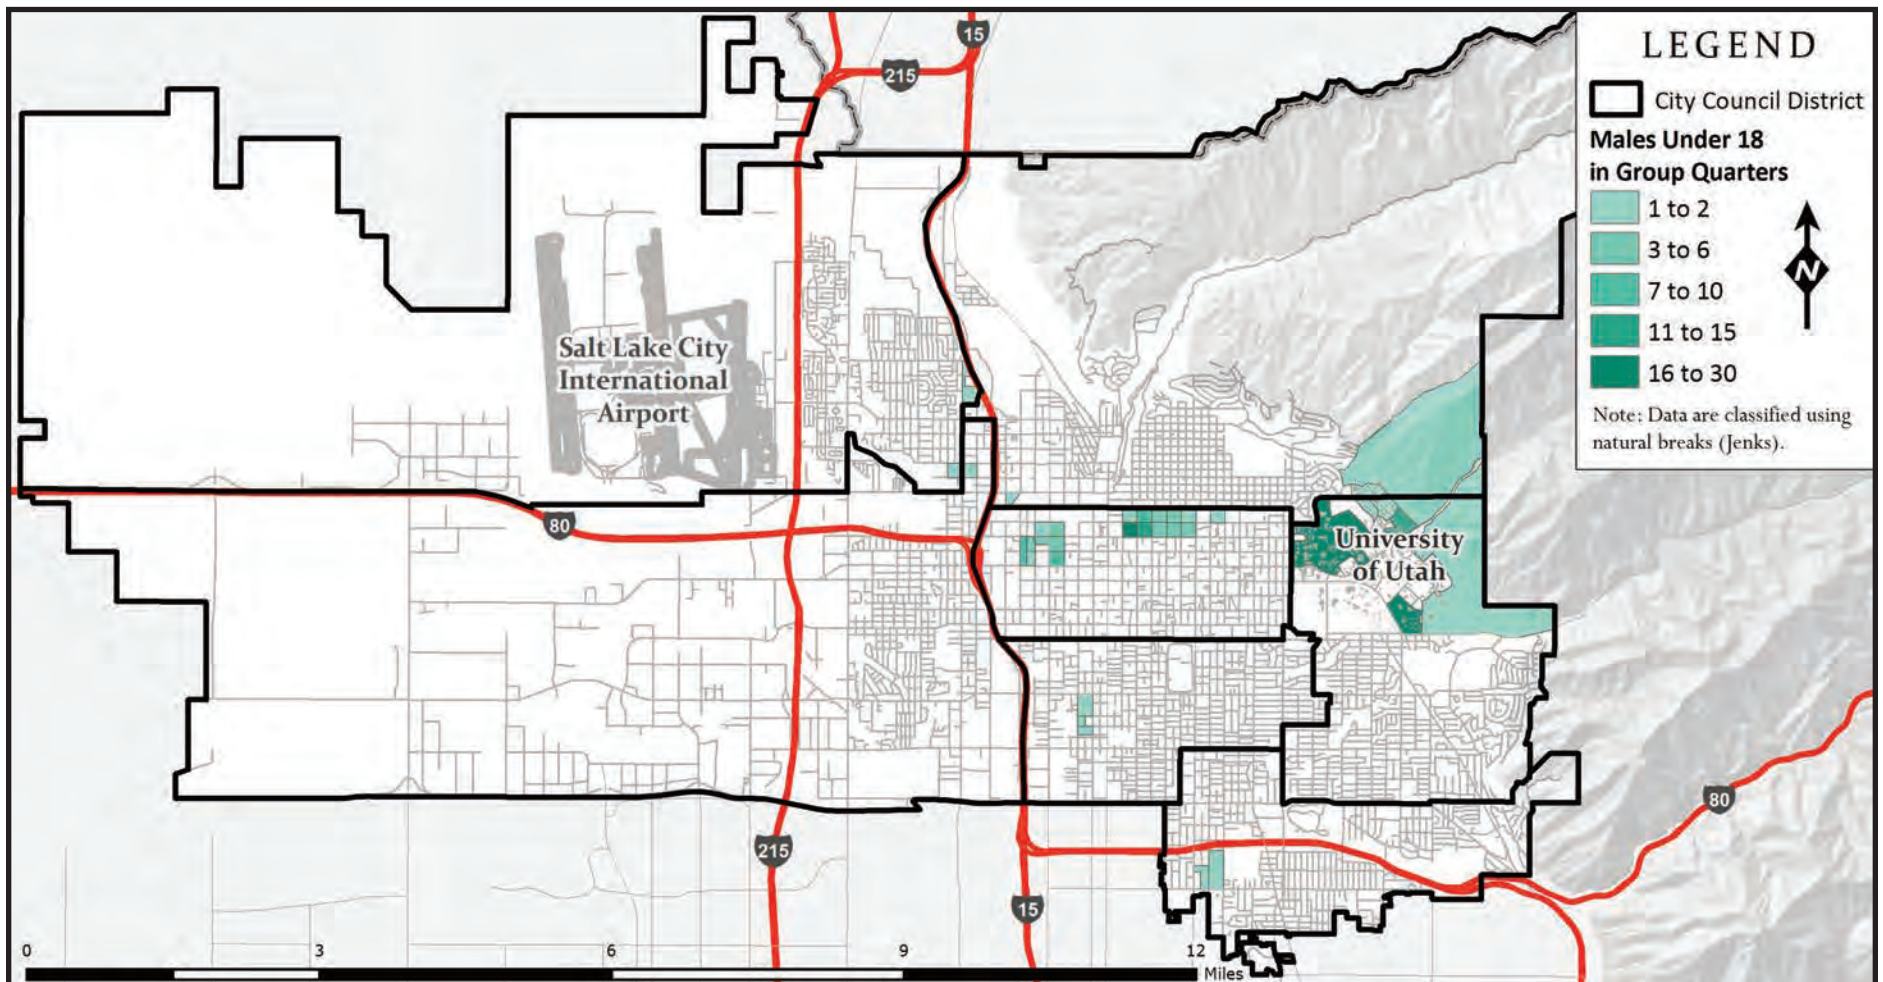 15
215
LEGEND
City Council District
Males Under 18
in Group Quarters
1 to 2
3 to 6
7 to 10
11 to 15
16 to 30
N
Note: Data are classified using
natural breaks (Jenks).
Salt Lake City
International
Airport
80
University
of Utah
80
215
15
0 3 6 9 12
Miles